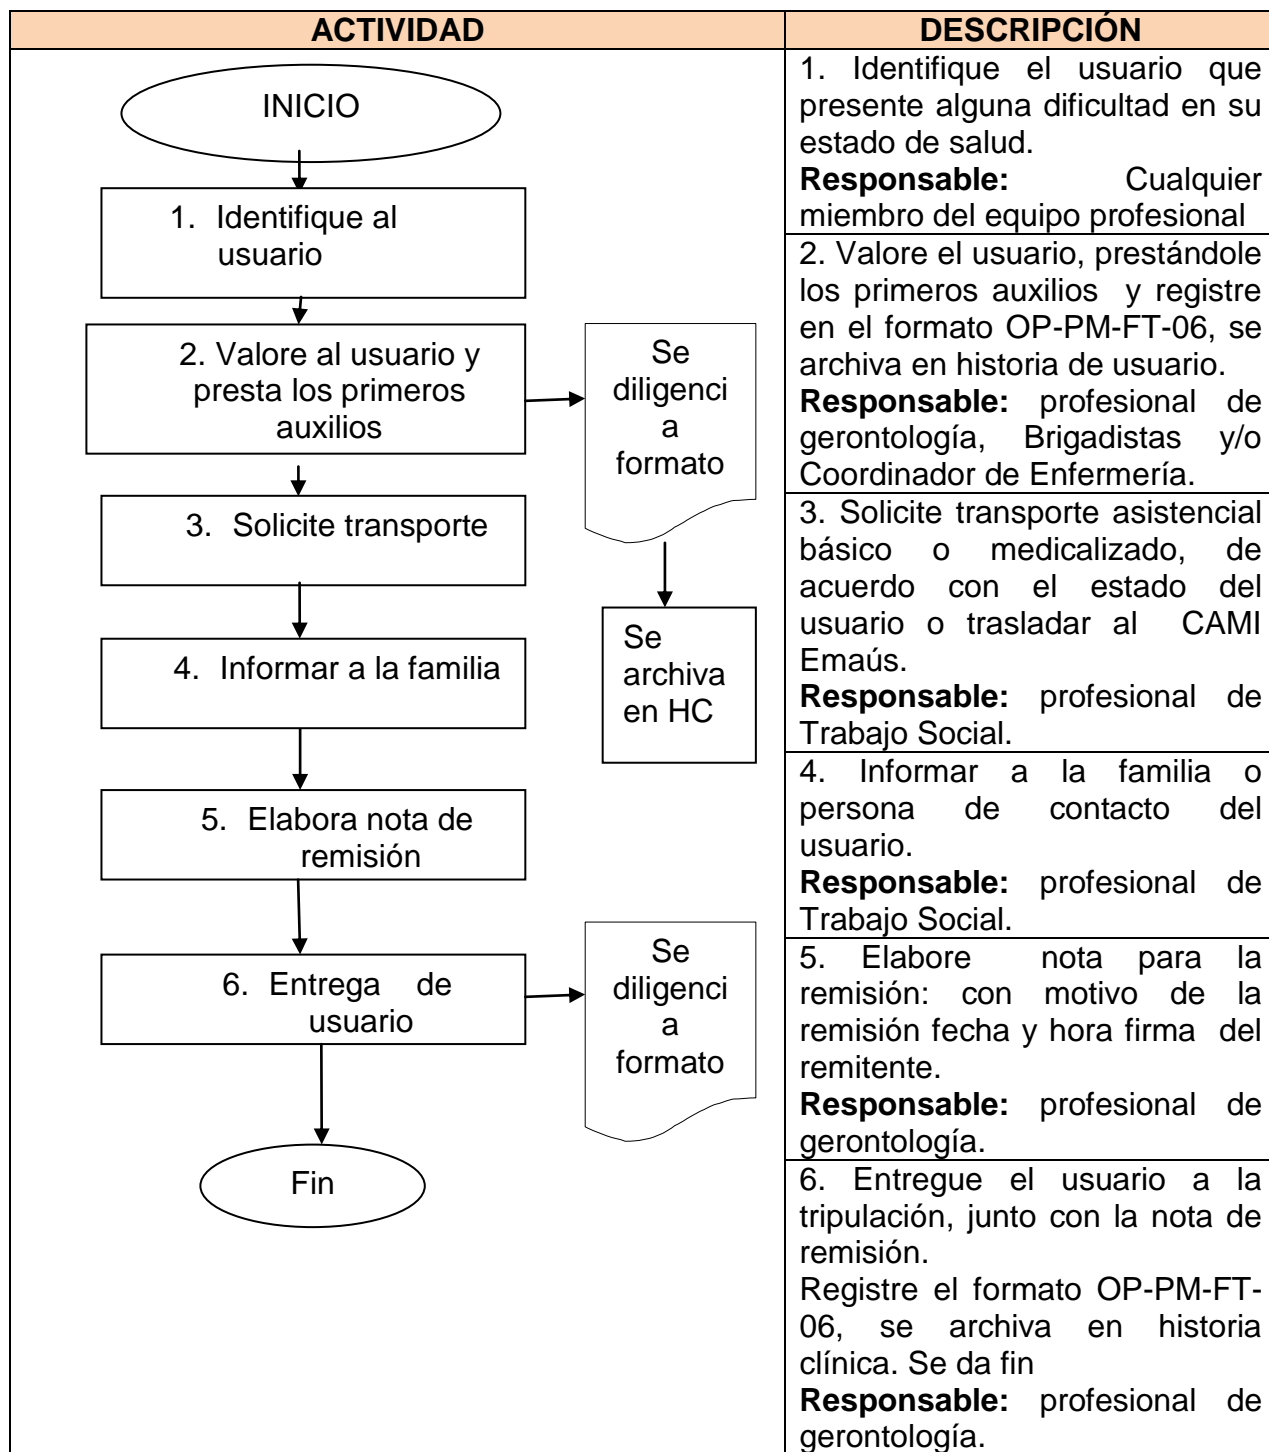 ACTIVIDAD
DESCRIPCIÓN
INICIO
1. Identifique al
usuario
2. Valore al usuario y
presta los primeros
auxilios
Se
diligenci
a
formato
3. Solicite transporte
Se
archiva
en HC
4. Informar a la familia
5. Elabora nota de
remisión
6. Entrega de
usuario
Se
diligenci
a
formato
Fin
1. Identifique el usuario que
presente alguna dificultad en su
estado de salud.
Responsable: Cualquier
miembro del equipo profesional
2. Valore el usuario, prestándole
los primeros auxilios y registre
en el formato OP-PM-FT-06, se
archiva en historia de usuario.
Responsable: profesional de
gerontología, Brigadistas y/o
Coordinador de Enfermería.
3. Solicite transporte asistencial
básico o medicalizado, de
acuerdo con el estado del
usuario o trasladar al CAMI
Emaús.
Responsable: profesional de
Trabajo Social.
4. Informar a la familia o
persona de contacto del
usuario.
Responsable: profesional de
Trabajo Social.
5. Elabore nota para la
remisión: con motivo de la
remisión fecha y hora firma del
remitente.
Responsable: profesional de
gerontología.
6. Entregue el usuario a la
tripulación, junto con la nota de
remisión.
Registre el formato OP-PM-FT-
06, se archiva en historia
clínica. Se da fin
Responsable: profesional de
gerontología.